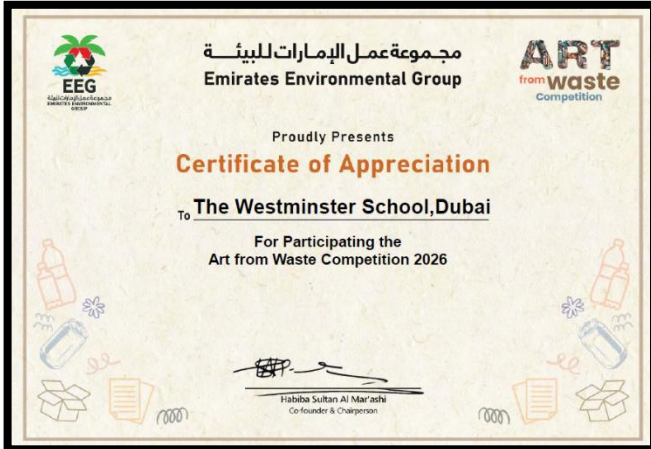 EEG
EMIRATES ENVIRONMENTAL
GROUP
مجموعة عمل الإمارات للبيئة
Emirates Environmental Group
ART
from waste
Competition
Proudly Presents
Certificate of Appreciation
To The Westminster School,Dubai
For Participating the
Art from Waste Competition 2026
Habiba Sultan Al Mar'ashi
Co-founder & Chairperson